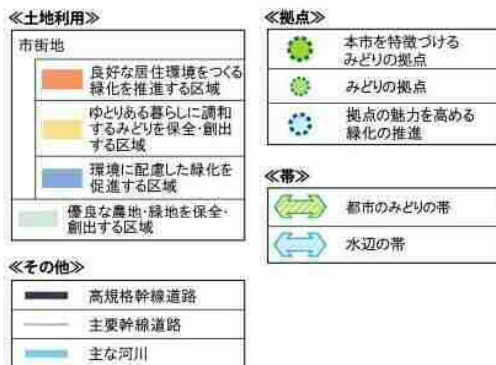 ≪土地利用≫
市街地
良好な居住環境をつくる
緑化を推進する区域
ゆとりある暮らしに調和
するみどりを保全・創出
する区域
環境に配慮した緑化を
促進する区域
優良な農地・緑地を保全・
創出する区域
≪その他≫
高規格幹線道路
主要幹線道路
主な河川
≪拠点≫
本市を特徴づける
みどりの拠点
みどりの拠点
拠点の魅力を高める
緑化の推進
≪帯≫
都市のみどりの帯
水辺の帯